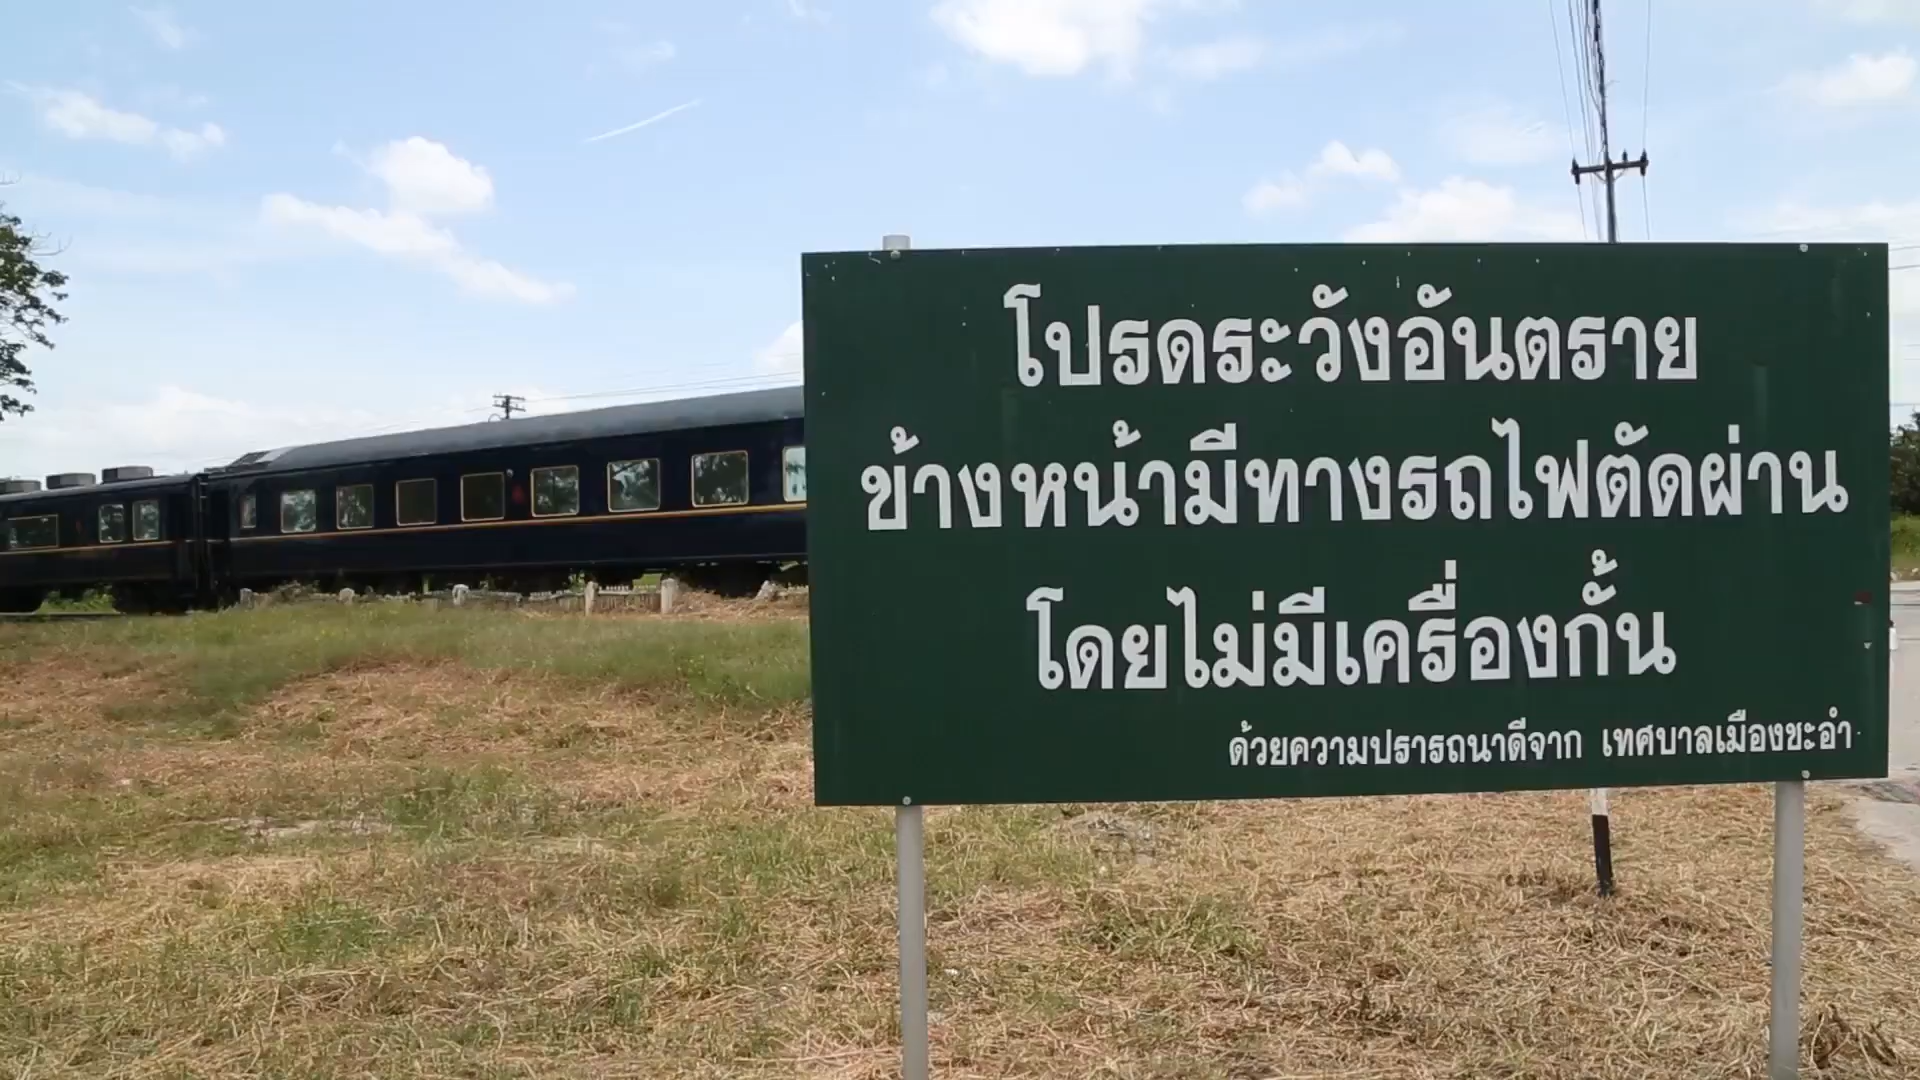 โปรดระวังอันตราย
ข้างหน้ามีทางรถไฟตัดผ่าน
โดยไม่มีเครื่องกั้น
ด้วยความปรารถนาดีจาก เทศบาลเมืองชะอำ